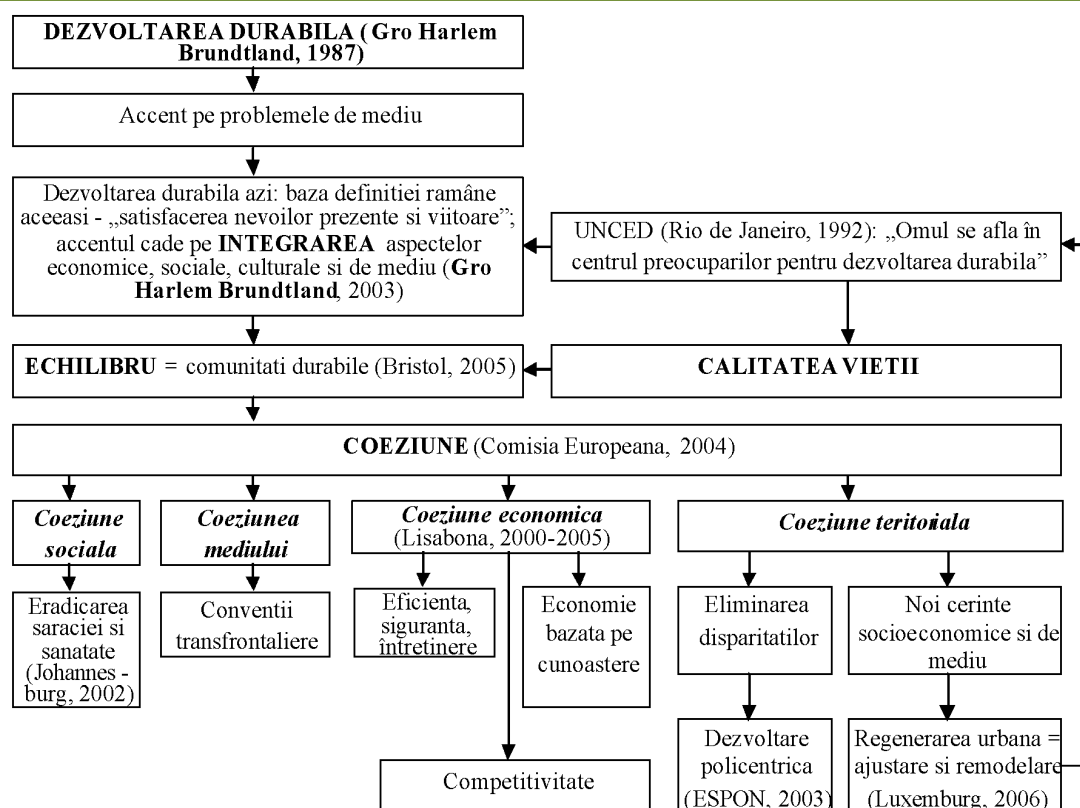 DEZVOLTAREA DURABILA ( Gro Harlem
Brundtland, 1987)
Accent pe problemele de mediu
Dezvoltarea durabila azi: baza definitiei ramâne
aceeasi - „satisfacerea nevoilor prezente si viitoare”;
accentul cade pe INTEGRAREA aspectelor
economice, sociale, culturale si de mediu (Gro
Harlem Brundtland, 2003)
UNCED (Rio de Janeiro, 1992): „Omul se afla în
centrul preocuparilor pentru dezvoltarea durabila”
ECHILIBRU = comunitati durabile (Bristol, 2005)
CALITATEA VIETII
COEZIUNE (Comisia Europeana, 2004)
Coeziune
sociala
Coeziunea
mediului
Coeziune economica
(Lisabona, 2000-2005)
Coeziune teritoriala
Eradicarea
saraciei si
sanatate
(Johannes -
burg, 2002)
Conventii
transfrontaliere
Eficienta,
siguranta,
întretinere
Economie
bazata pe
cunoastere
Eliminarea
disparitatilor
Noi cerinte
socioeconomice si de
mediu
Competitivitate
Dezvoltare
policentrica
(ESPON, 2003)
Regenerarea urbana =
ajustare si remodelare
(Luxemburg, 2006)